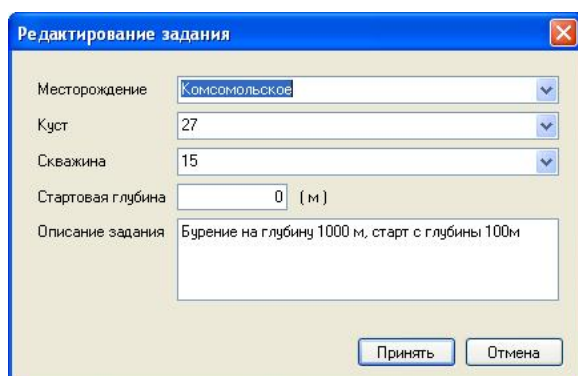 Редактирование задания
Месторождение Комсомольское
Куст 27
Скважина 15
Стартовая глубина 0 (м)
Описание задания Бурение на глубину 1000 м, старт с глубины 100м
Принять Отмена